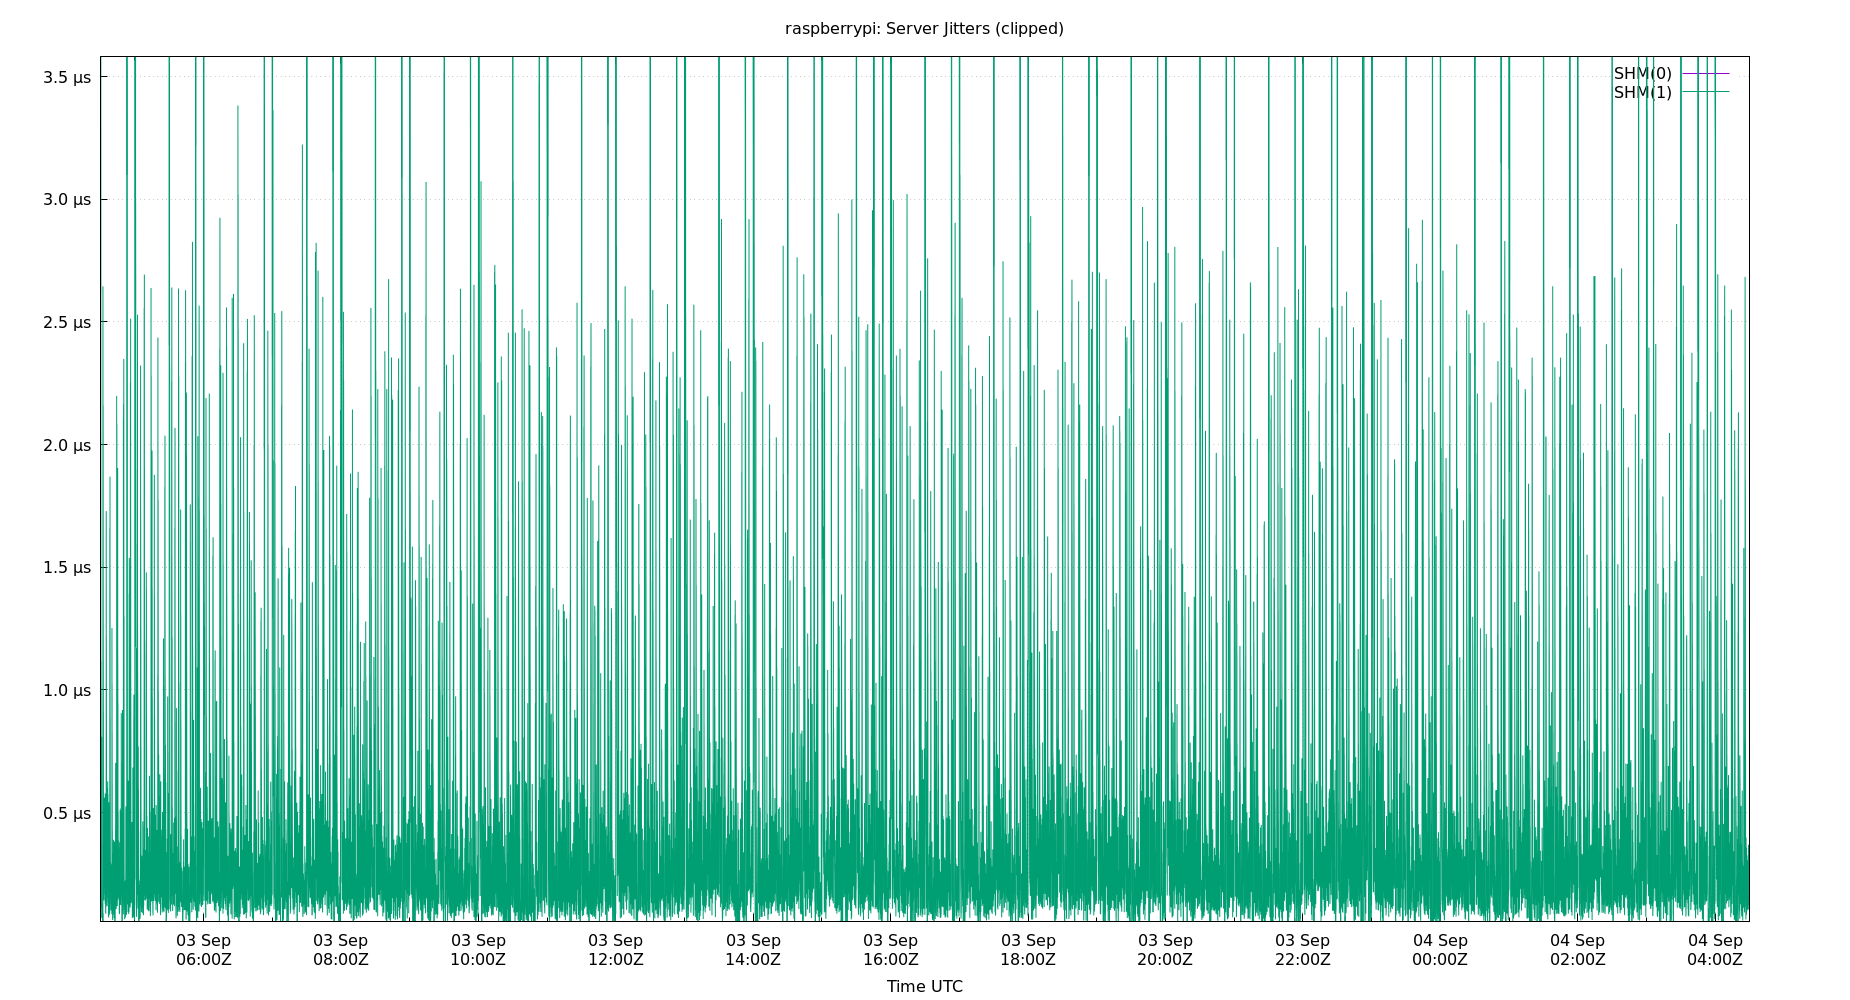 raspberrypi: Server Jitters (clipped)
3.5 µs
3.0 µs
2.5 µs
2.0 µs
1.5 µs
1.0 µs
0.5 µs
SHM(0)
SHM(1)
03 Sep 03 Sep 03 Sep 03 Sep 03 Sep 03 Sep 03 Sep 03 Sep 03 Sep 04 Sep 04 Sep 04 Sep
06:00Z 08:00Z 10:00Z 12:00Z 14:00Z 16:00Z 18:00Z 20:00Z 22:00Z 00:00Z 02:00Z 04:00Z
Time UTC